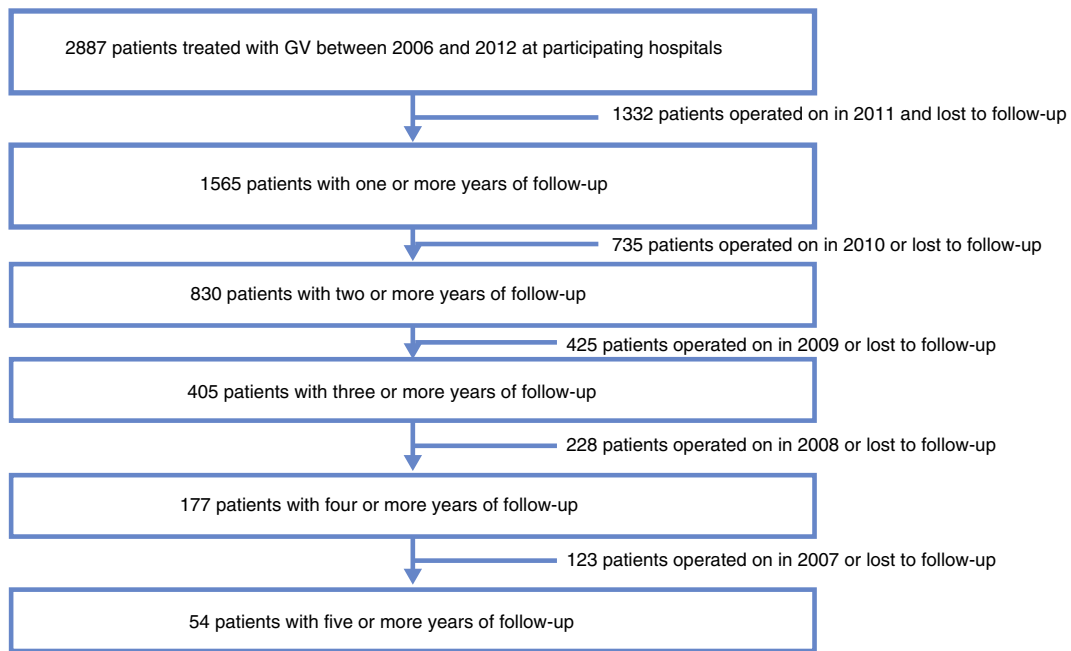 2887 patients treated with GV between 2006 and 2012 at participating hospitals
1332 patients operated on in 2011 and lost to follow-up
1565 patients with one or more years of follow-up
735 patients operated on in 2010 or lost to follow-up
830 patients with two or more years of follow-up
425 patients operated on in 2009 or lost to follow-up
405 patients with three or more years of follow-up
228 patients operated on in 2008 or lost to follow-up
177 patients with four or more years of follow-up
123 patients operated on in 2007 or lost to follow-up
54 patients with five or more years of follow-up